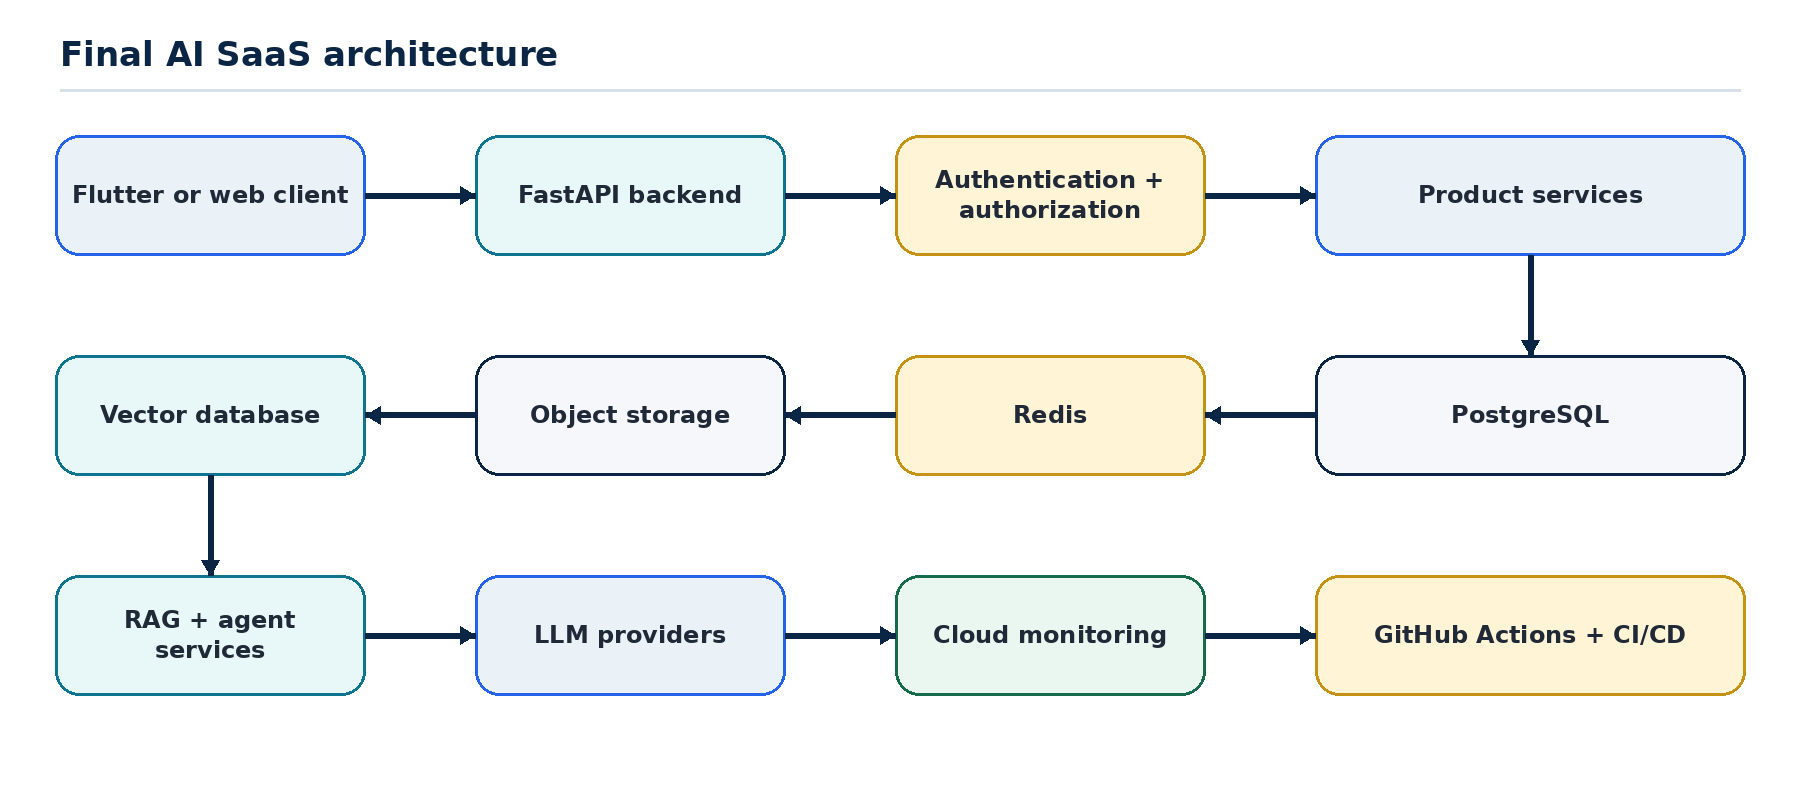 Final AI SaaS architecture
Flutter or web client
FastAPI backend
Authentication +
authorization
Product services
Vector database
Object storage
Redis
PostgreSQL
RAG + agent
services
LLM providers
Cloud monitoring
GitHub Actions + CI/CD